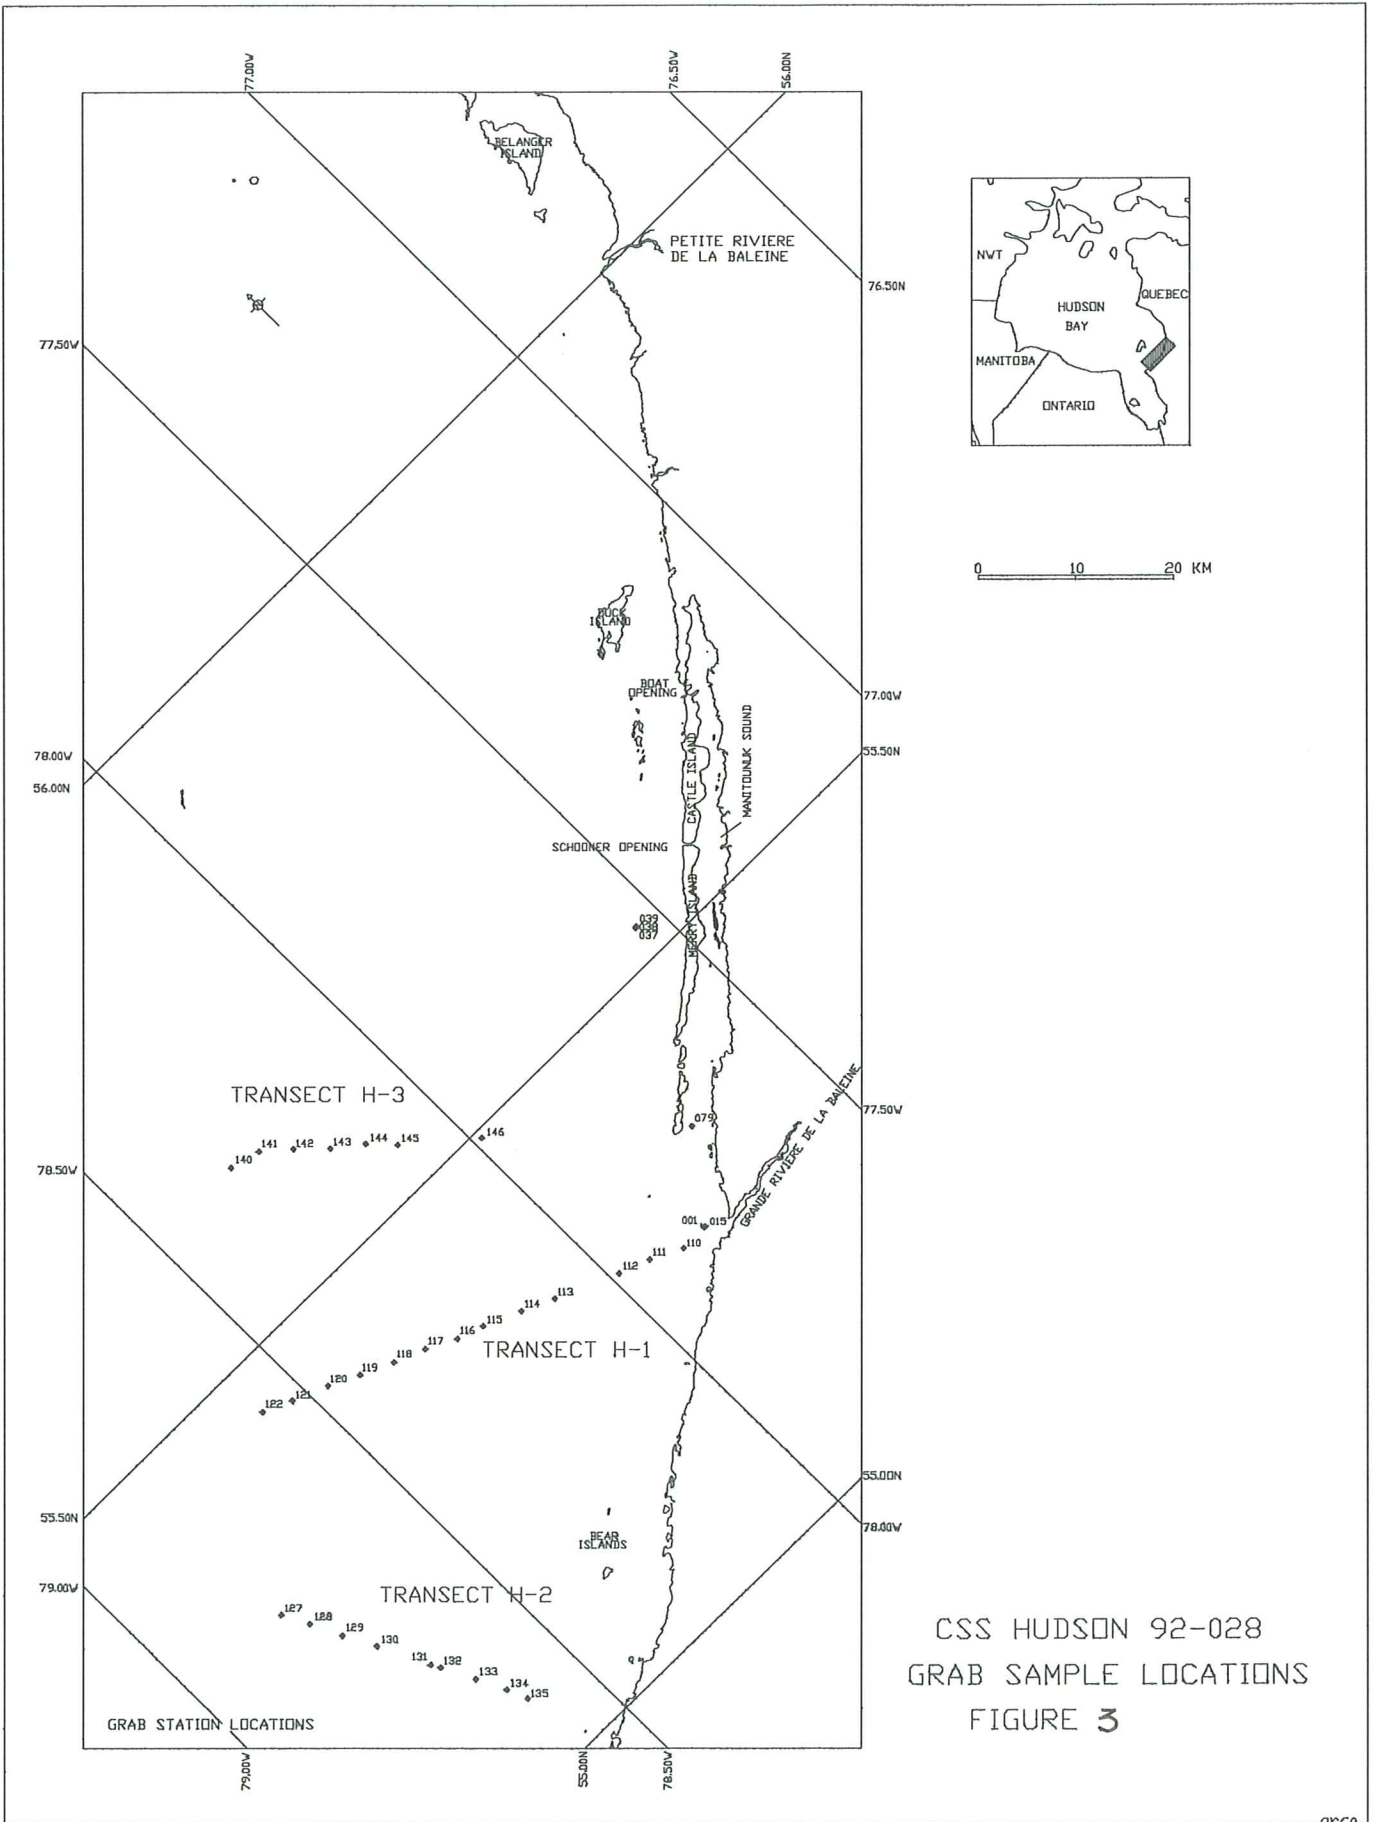 77.00W
76.50W
56.00N
BELANGER
ISLAND
PETITE RIVIERE
DE LA BALEINE
76.50N
77.50W
NWT
QUEBEC
HUDSON
BAY
MANITOBA
ONTARIO
0 10 20 KM
DUCK
ISLAND
BOAT
OPENING
77.00W
MANITOUNUK SOUND
55.50N
78.00W
56.00N
CASTLE ISLAND
SCHOONER OPENING
MERRY ISLAND
039
038
037
TRANSECT H-3
77.50W
GRANDE RIVIERE DE LA BALEINE
079
146
140 141 142 143 144 145
78.50W
001 015
110
111
112
113
114
115
116
117
118
119
120
121
122
TRANSECT H-1
55.00N
55.50N
78.00W
BEAR
ISLANDS
79.00W
TRANSECT H-2
127
128
129
130
131
132
133
134
135
GRAB STATION LOCATIONS
79.00W
55.00N
78.50W
CSS HUDSON 92-028
GRAB SAMPLE LOCATIONS
FIGURE 3